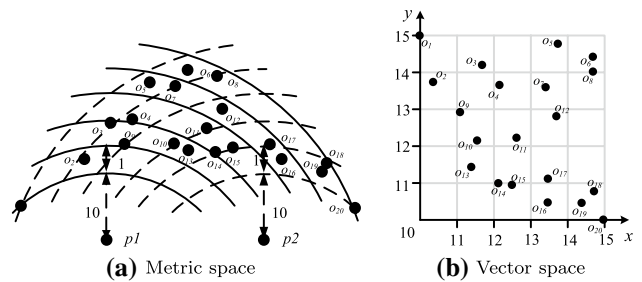 o6
o5
o8
o7
o12
o3
o4
o11
o9
o10
o17
o2
1
o13
o14
o15
1
o16
o18
o19
10
10
o20
p1
p2
(a) Metric space
y
15
o1
o5
o6
o3
14
o2
o4
o7
o8
13
o9
o12
12
o10
o11
o13
11
o14
o15
o17
o18
o16
o19
o20
10
11
12
13
14
15
x
(b) Vector space